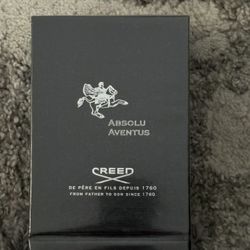 ABSOLU
AVENTUS
CREED
DE PÈRE EN FILS DEPUIS 1760
FROM FATHER TO SON SINCE 1760